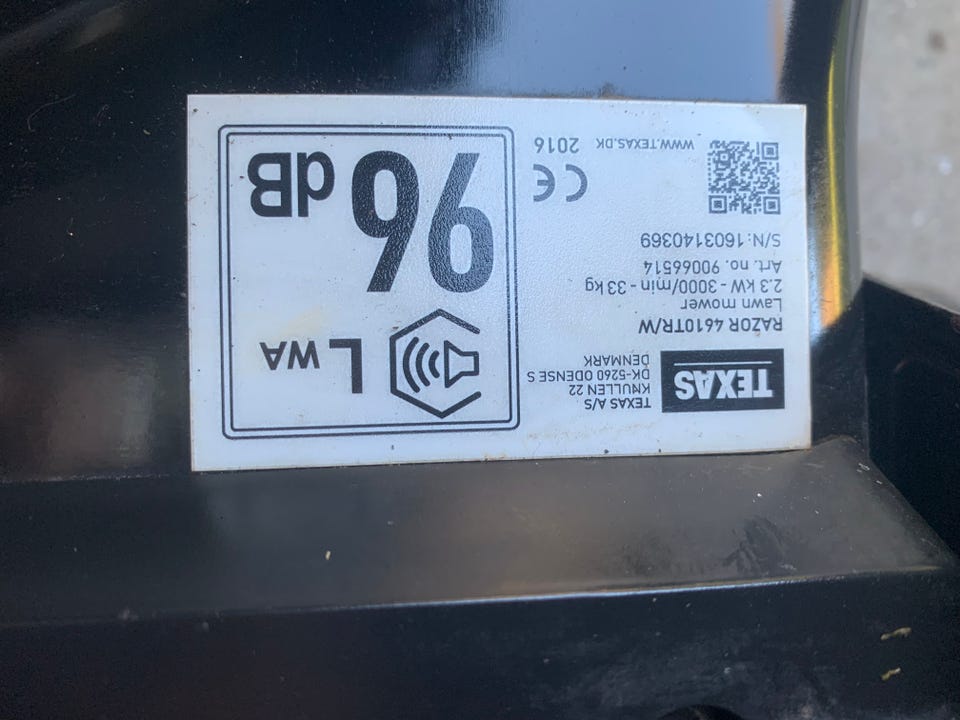 TEXAS
TEXAS A/S
KNULLEN 22
DK-5260 ODENSE S
DENMARK
RAZOR 4610TR/W
Lawn mower
2.3 kW - 3000/min - 33 kg
Art. no. 90066514
S/N: 1603140369
CE
WWW.TEXAS.DK 2016
LWA
96 dB